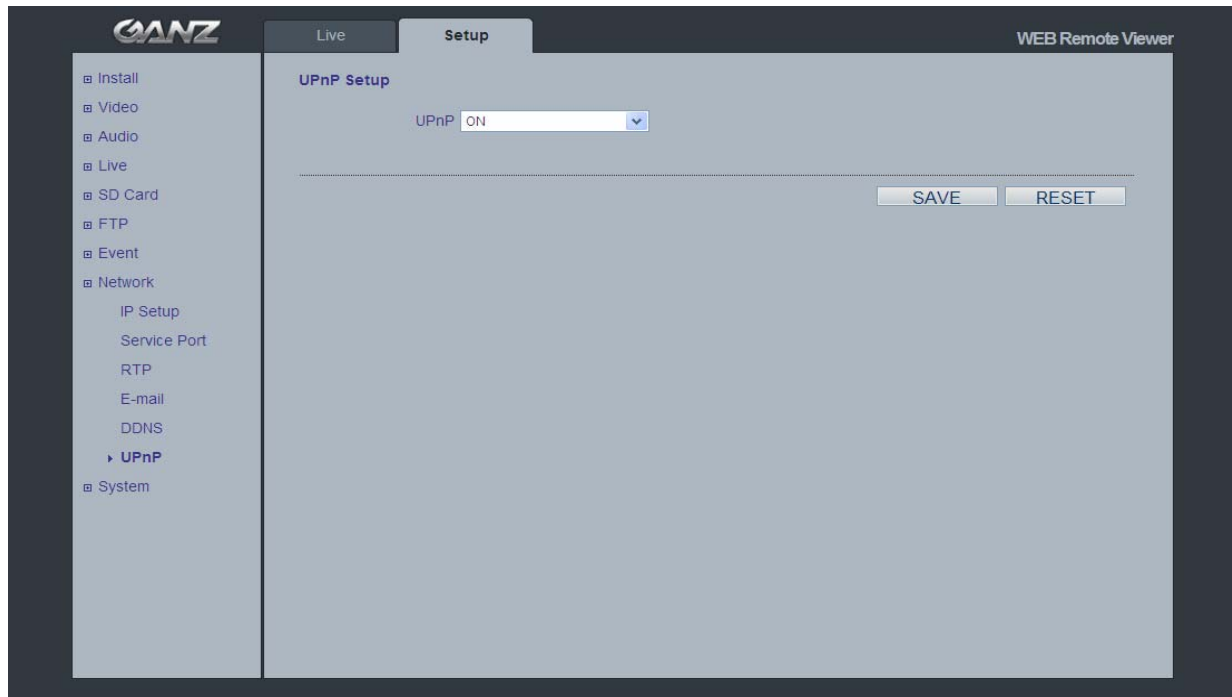 GANZ
Live
Setup
WEB Remote Viewer
Install
Video
Audio
Live
SD Card
FTP
Event
Network
IP Setup
Service Port
RTP
E-mail
DDNS
UPnP
System
UPnP Setup
UPnP ON
SAVE RESET